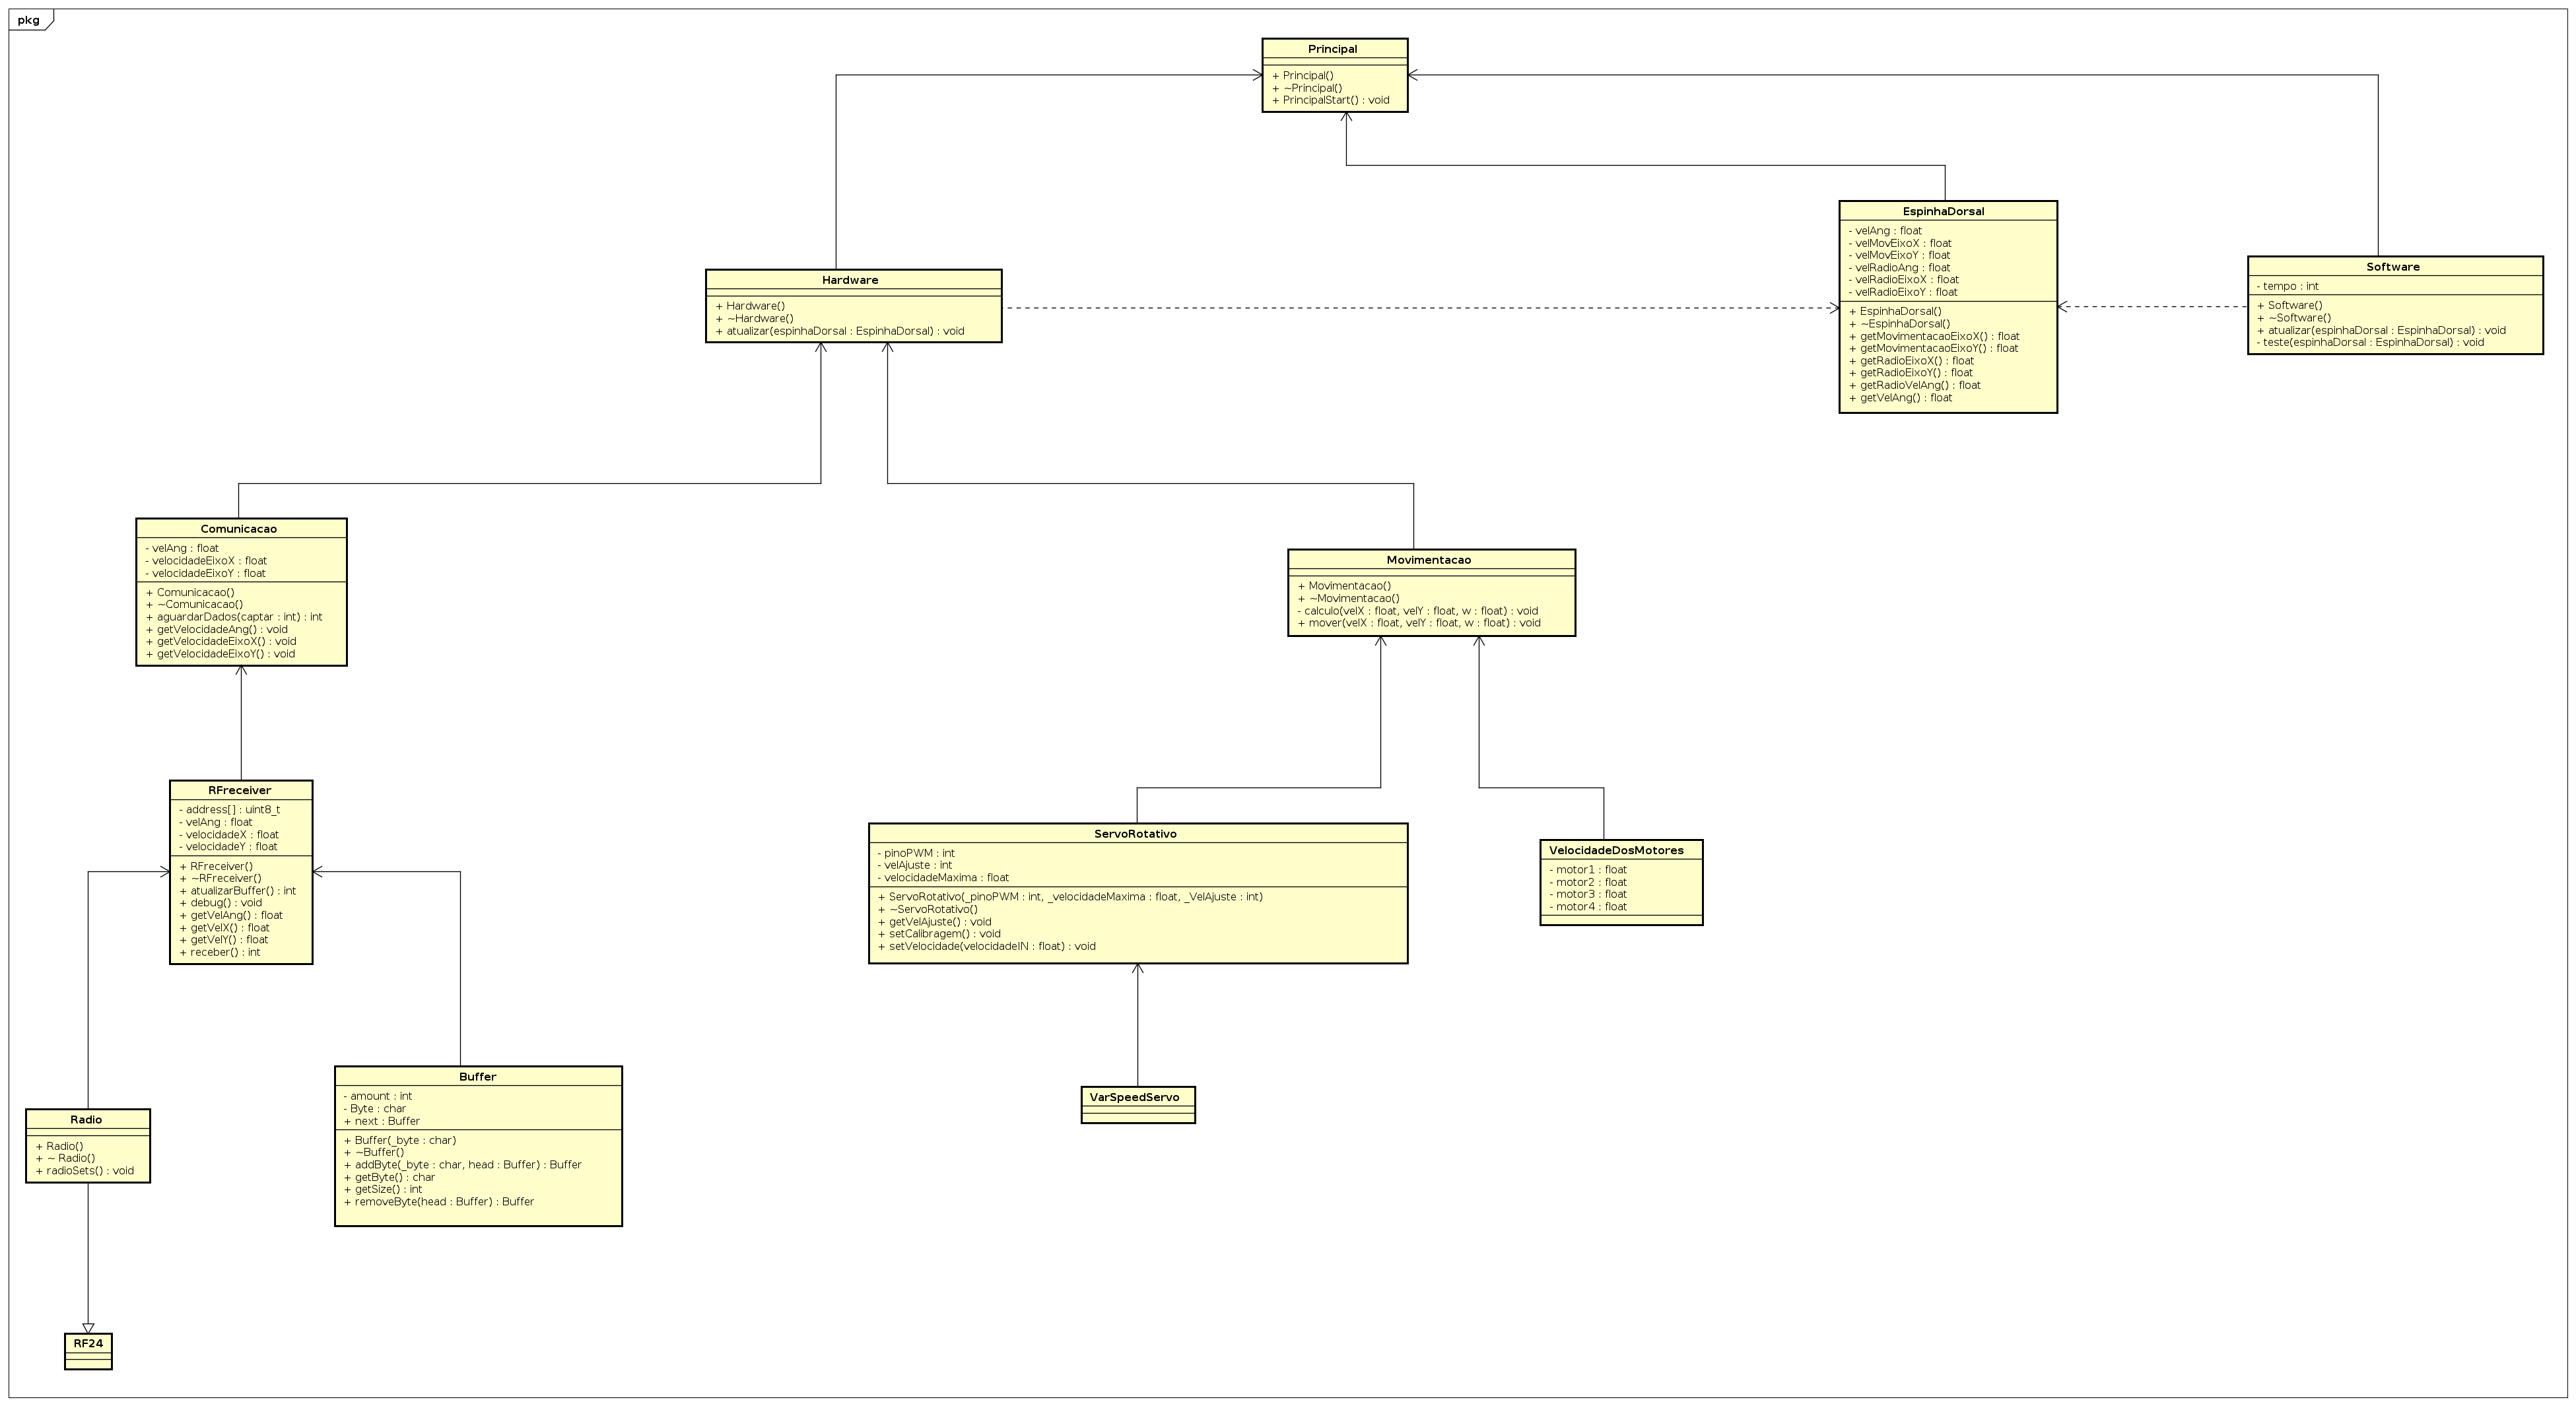 pkg
Principal
+ Principal()
+ ~Principal()
+ PrincipalStart() : void
EspinhaDorsal
- velAng : float
- velMovEixoX : float
- velMovEixoY : float
- velRadioAng : float
- velRadioEixoX : float
- velRadioEixoY : float
+ EspinhaDorsal()
+ ~EspinhaDorsal()
+ getMovimentacaoEixoX() : float
+ getMovimentacaoEixoY() : float
+ getRadioEixoX() : float
+ getRadioEixoY() : float
+ getRadioVelAng() : float
+ getVelAng() : float
Software
- tempo : int
+ Software()
+ ~Software()
+ atualizar(espinhaDorsal : EspinhaDorsal) : void
- teste(espinhaDorsal : EspinhaDorsal) : void
Hardware
+ Hardware()
+ ~Hardware()
+ atualizar(espinhaDorsal : EspinhaDorsal) : void
Comunicacao
- velAng : float
- velocidadeEixoX : float
- velocidadeEixoY : float
+ Comunicacao()
+ ~Comunicacao()
+ aguardarDados(captar : int) : int
+ getVelocidadeAng() : void
+ getVelocidadeEixoX() : void
+ getVelocidadeEixoY() : void
Movimentacao
+ Movimentacao()
+ ~Movimentacao()
- calculo(velX : float, velY : float, w : float) : void
+ mover(velX : float, velY : float, w : float) : void
RFreceiver
- address[] : uint8_t
- velAng : float
- velocidadeX : float
- velocidadeY : float
+ RFreceiver()
+ ~RFreceiver()
+ atualizarBuffer() : int
+ debug() : void
+ getVelAng() : float
+ getVelX() : float
+ getVelY() : float
+ receber() : int
ServoRotativo
- pinoPWM : int
- velAjuste : int
- velocidadeMaxima : float
+ ServoRotativo(_pinoPWM : int, _velocidadeMaxima : float, _VelAjuste : int)
+ ~ServoRotativo()
+ getVelAjuste() : void
+ setCalibragem() : void
+ setVelocidade(velocidadeIN : float) : void
VelocidadeDosMotores
- motor1 : float
- motor2 : float
- motor3 : float
- motor4 : float
Buffer
- amount : int
- Byte : char
+ next : Buffer
+ Buffer(_byte : char)
+ ~Buffer()
+ addByte(_byte : char, head : Buffer) : Buffer
+ getByte() : char
+ getSize() : int
+ removeByte(head : Buffer) : Buffer
VarSpeedServo
Radio
+ Radio()
+ ~ Radio()
+ radioSets() : void
RF24